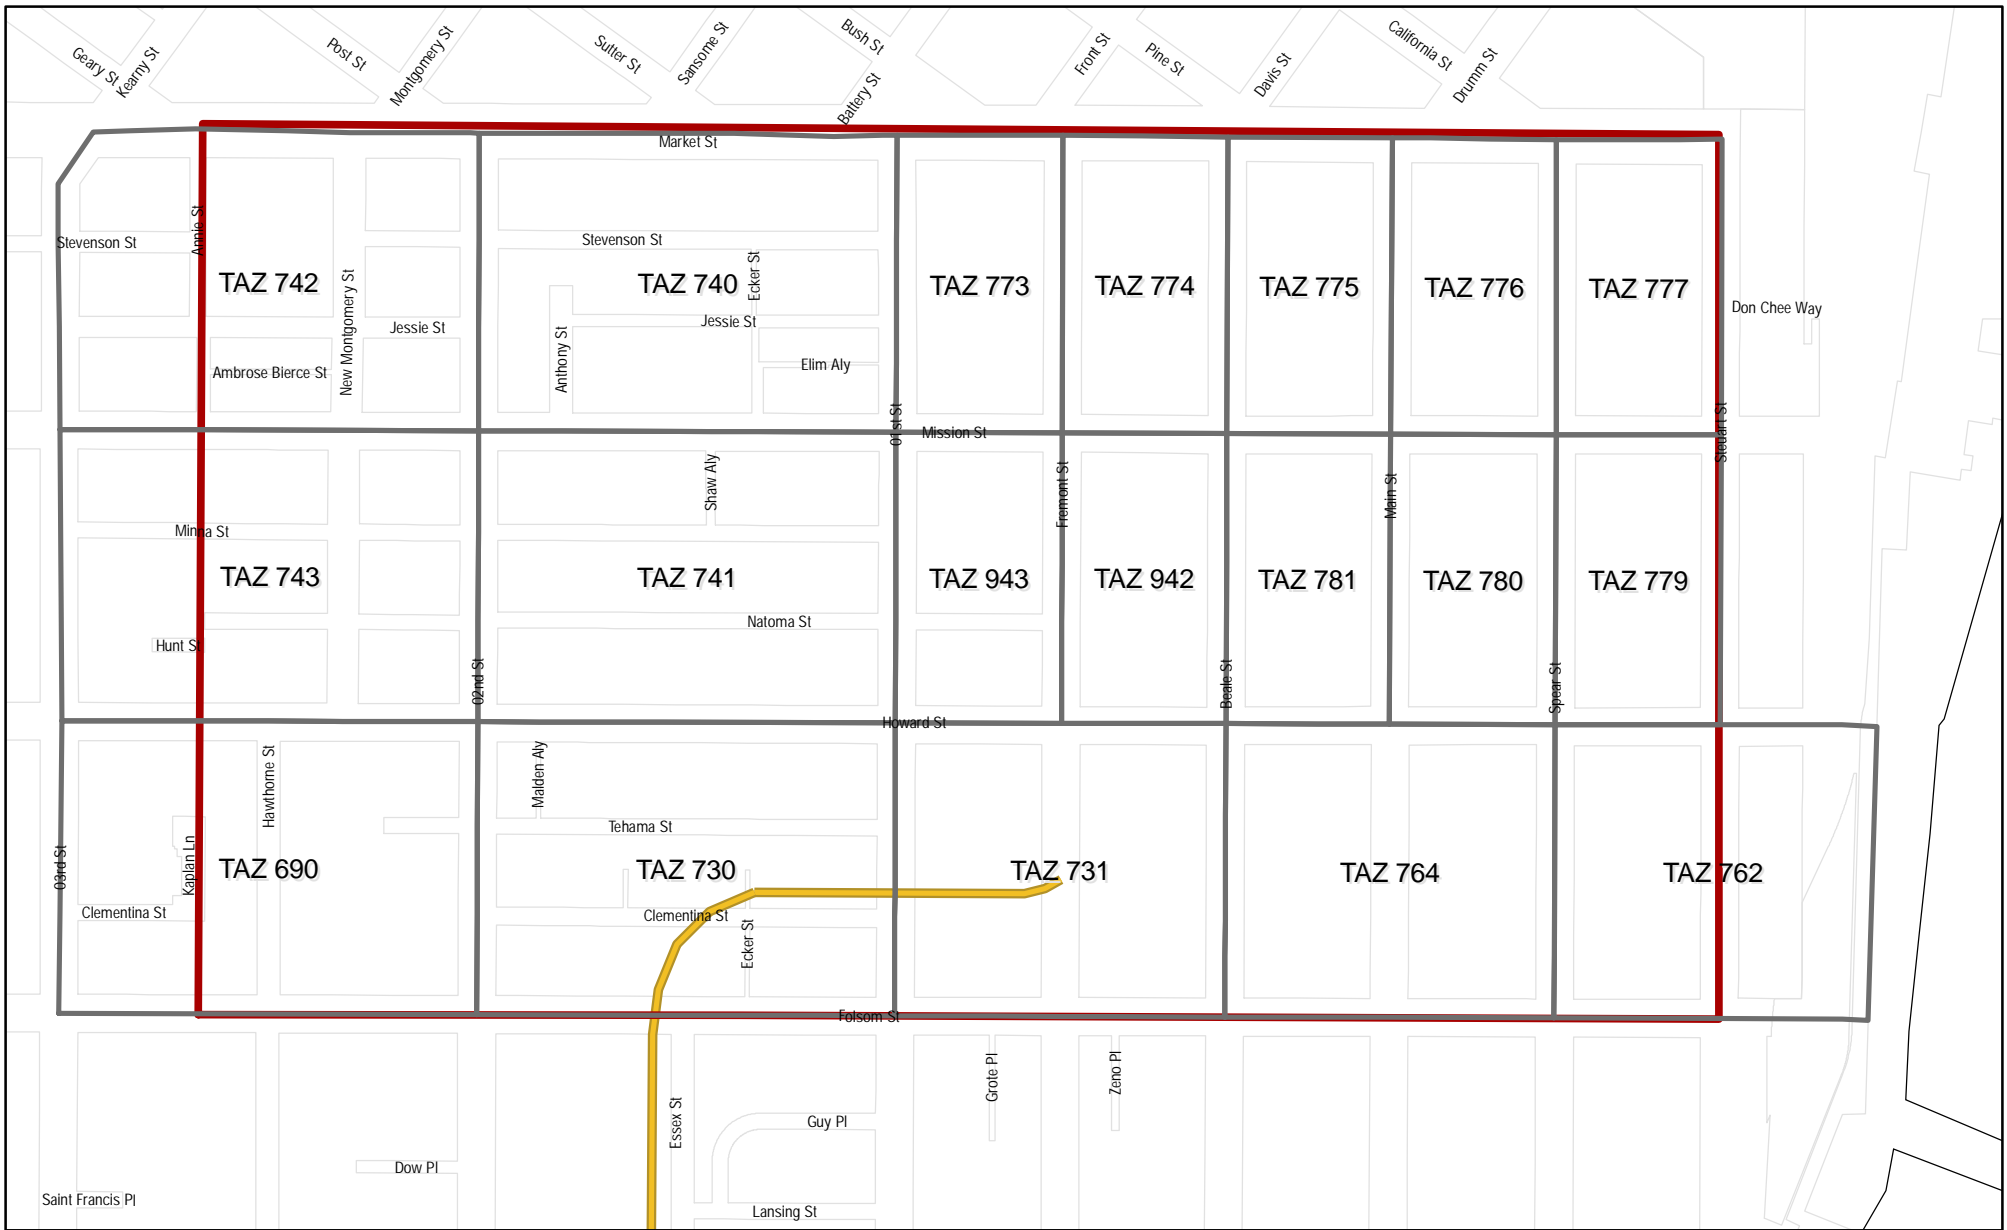 Geary St
Kearny St
Post St
Montgomery St
Sutter St
Sansome St
Bush St
Battery St
Front St
Pine St
Davis St
California St
Drumm St
Market St
Annie St
Stevenson St
Stevenson St
TAZ 742
New Montgomery St
Jessie St
Ambrose Bierce St
TAZ 740
Ecker St
Jessie St
Anthony St
Elim Aly
TAZ 773
TAZ 774
TAZ 775
TAZ 776
TAZ 777
Don Chee Way
01st St
Mission St
Steuart St
Shaw Aly
Fremont St
Main St
Minna St
TAZ 743
TAZ 741
TAZ 943
TAZ 942
TAZ 781
TAZ 780
TAZ 779
Natoma St
Hunt St
02nd St
Beale St
Spear St
Howard St
Hawthorne St
Malden Aly
Tehama St
03rd St
Kaplan Ln
TAZ 690
TAZ 730
TAZ 731
TAZ 764
TAZ 762
Clementina St
Clementina St
Ecker St
Folsom St
Essex St
Grote Pl
Zeno Pl
Guy Pl
Dow Pl
Saint Francis Pl
Lansing St